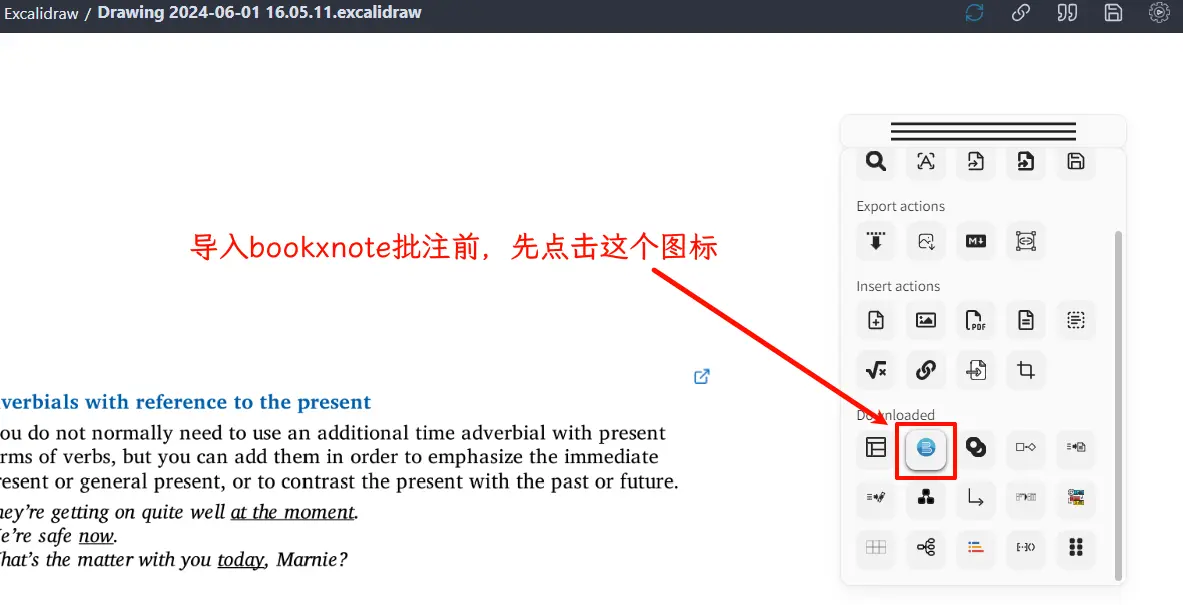 Excalidraw / Drawing 2024-06-01 16.05.11.excalidraw
Export actions
导入bookxnote批注前，先点击这个图标
Insert actions
PDF
verbials with reference to the present
Downloaded
ou do not normally need to use an additional time adverbial with present
rms of verbs, but you can add them in order to emphasize the immediate
resent or general present, or to contrast the present with the past or future.
ney’re getting on quite well at the moment.
e’re safe now.
hat’s the matter with you today, Marnie?